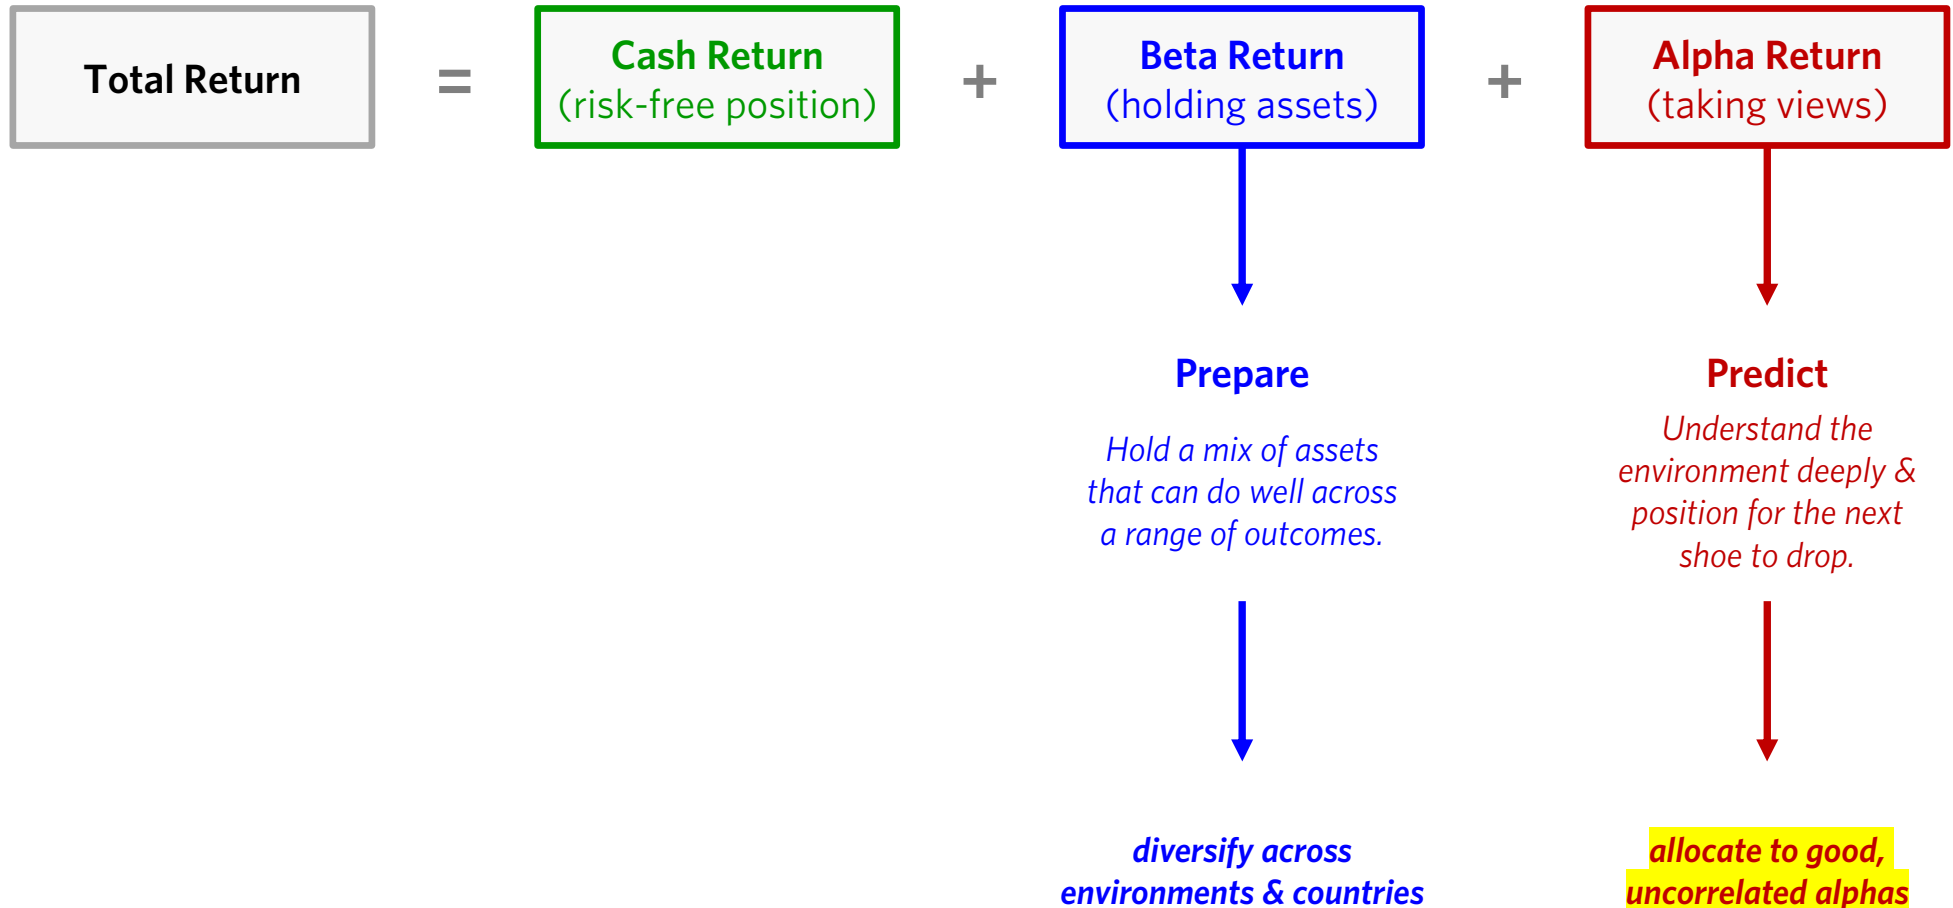 Total Return
=
Cash Return
(risk-free position)
+
Beta Return
(holding assets)
+
Alpha Return
(taking views)
Prepare
Hold a mix of assets
that can do well across
a range of outcomes.
diversify across
environments & countries
Predict
Understand the
environment deeply &
position for the next
shoe to drop.
allocate to good,
uncorrelated alphas